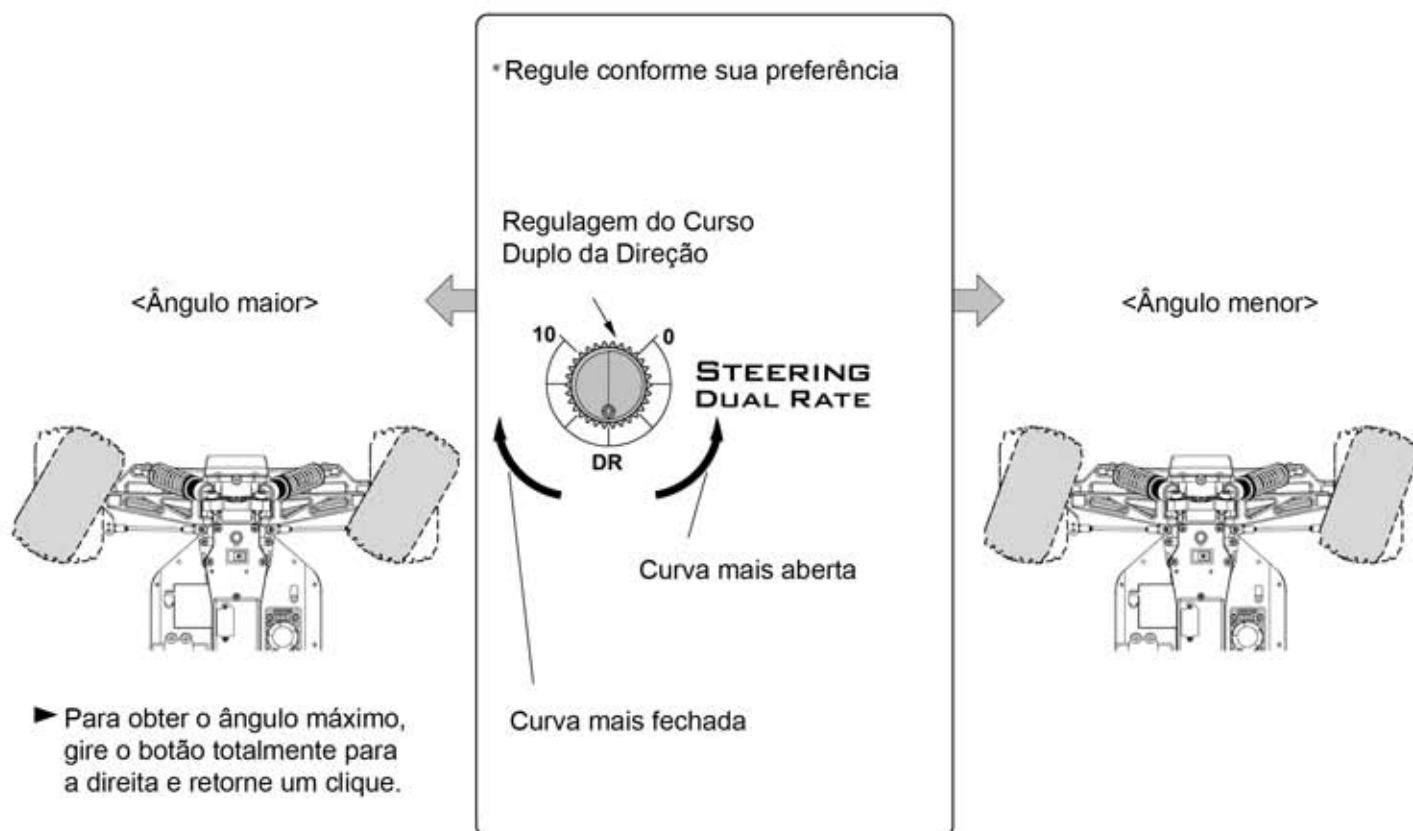 *Regule conforme sua preferência
Regulagem do Curso
Duplo da Direção
<Ângulo maior>
<Ângulo menor>
10
0
STEERING
DUAL RATE
DR
Curva mais aberta
Curva mais fechada
► Para obter o ângulo máximo,
gire o botão totalmente para
a direita e retorne um clique.